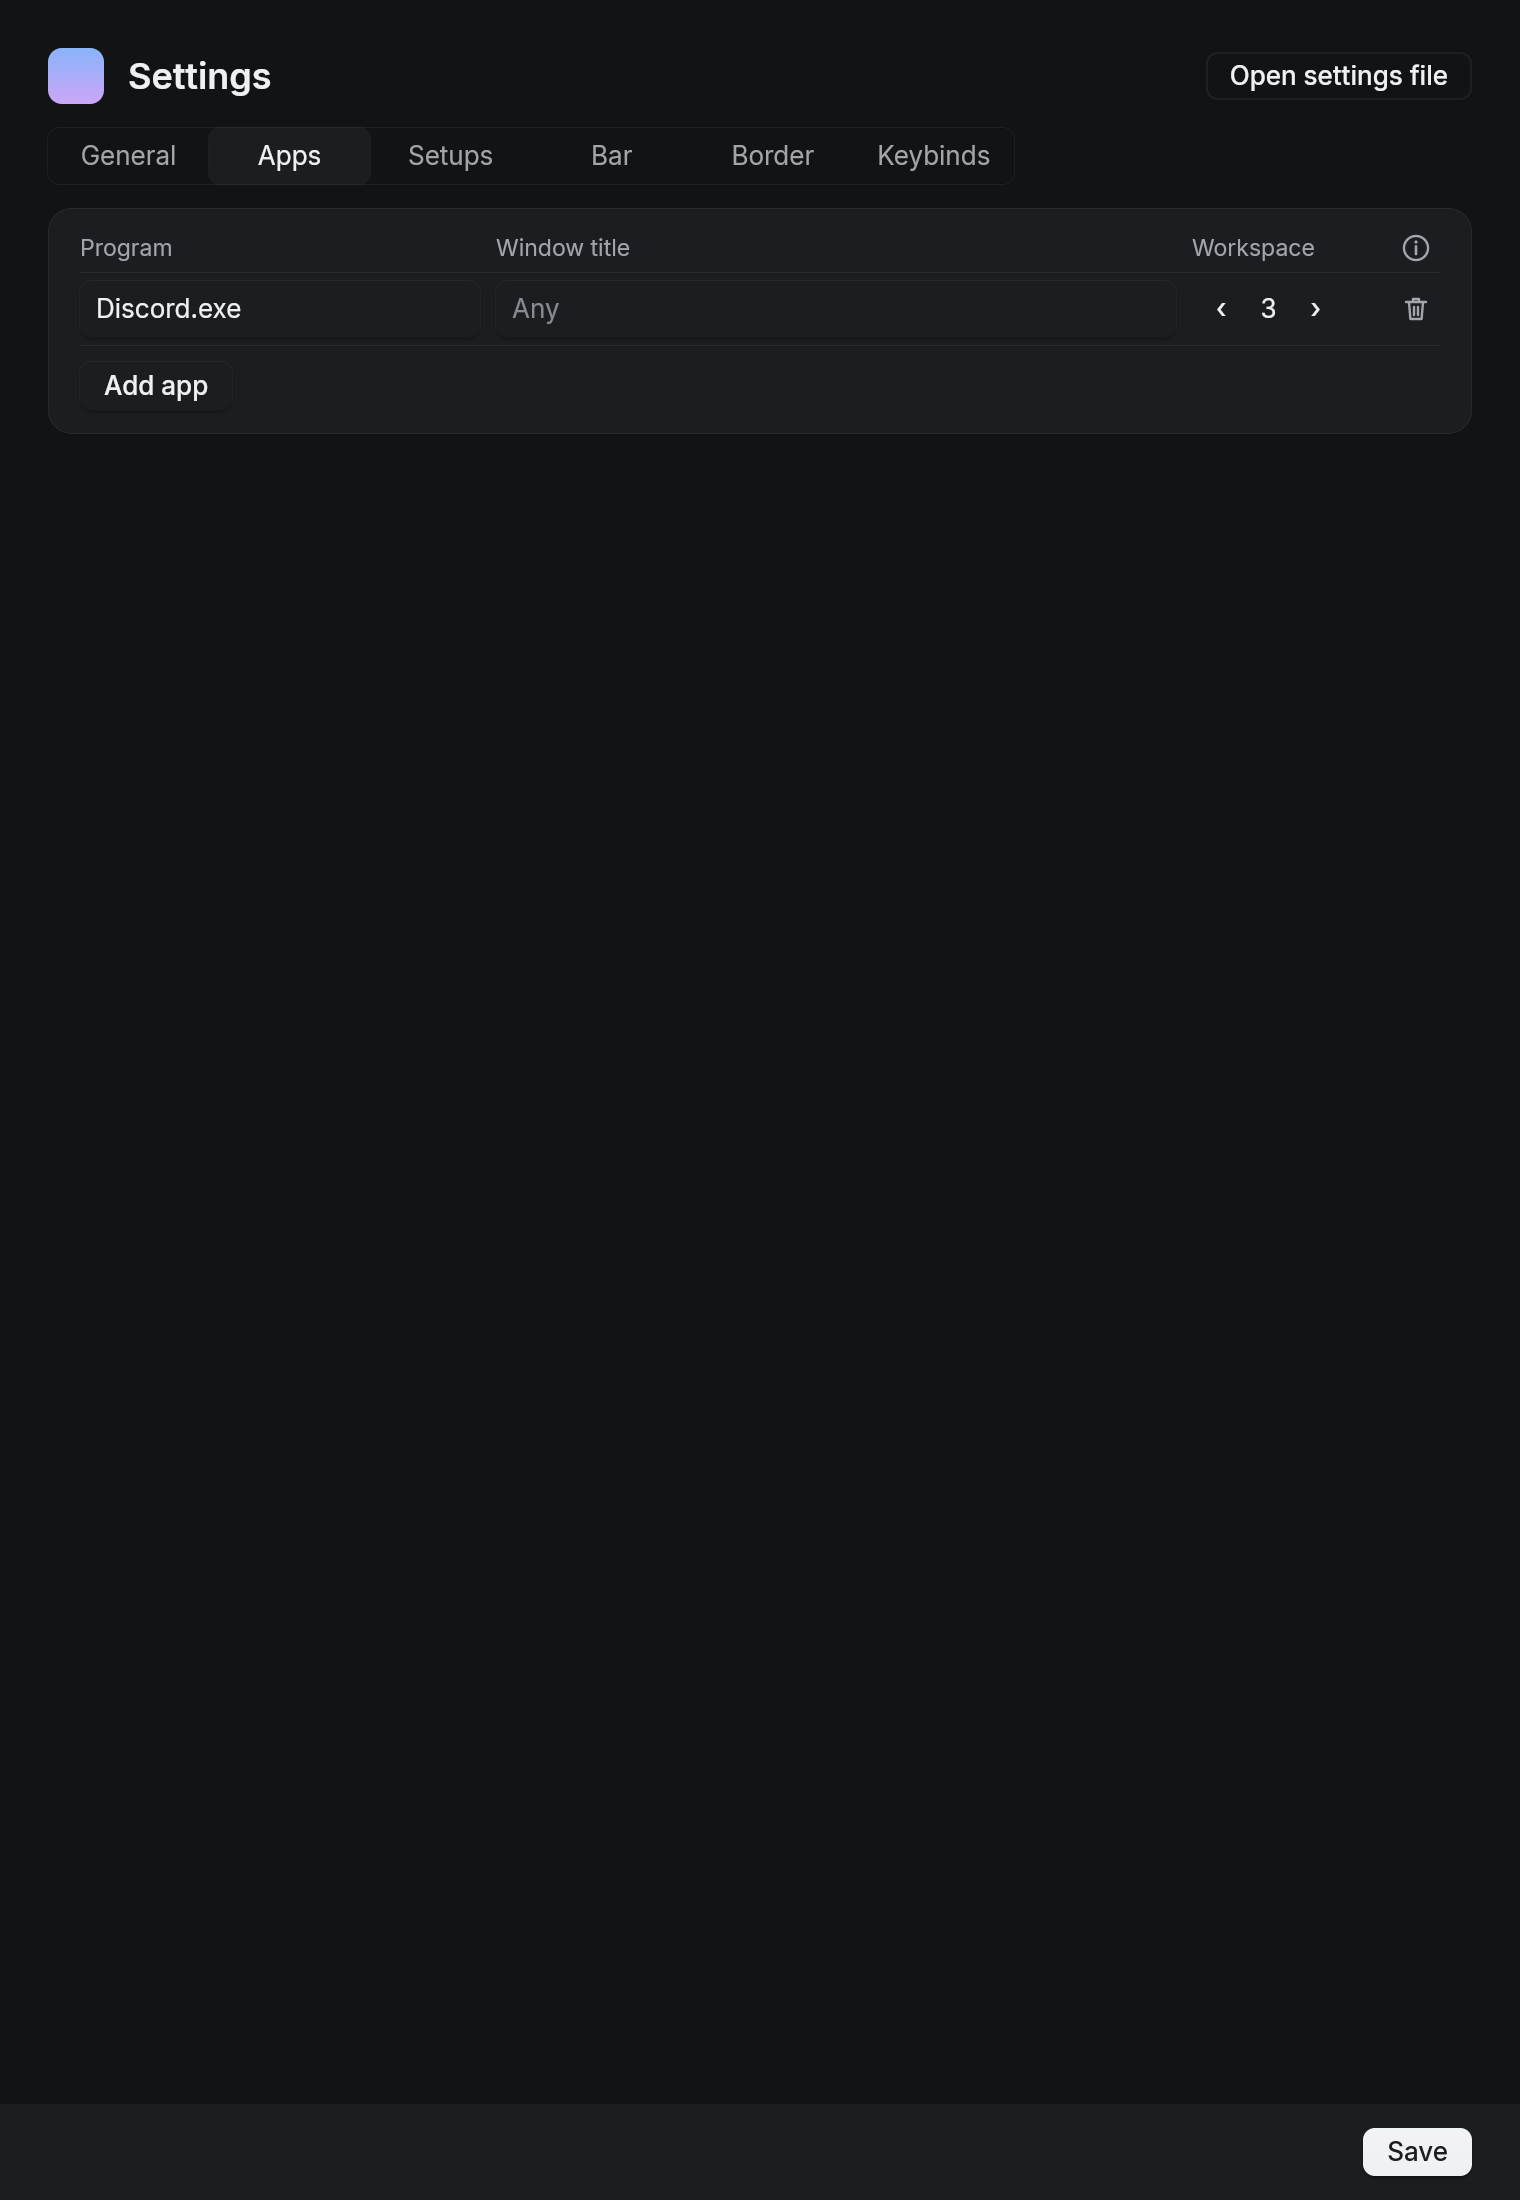 Settings
Open settings file
General Apps Setups Bar Border Keybinds
Program Window title Workspace
Discord.exe Any ‹ 3 ›
Add app
Save